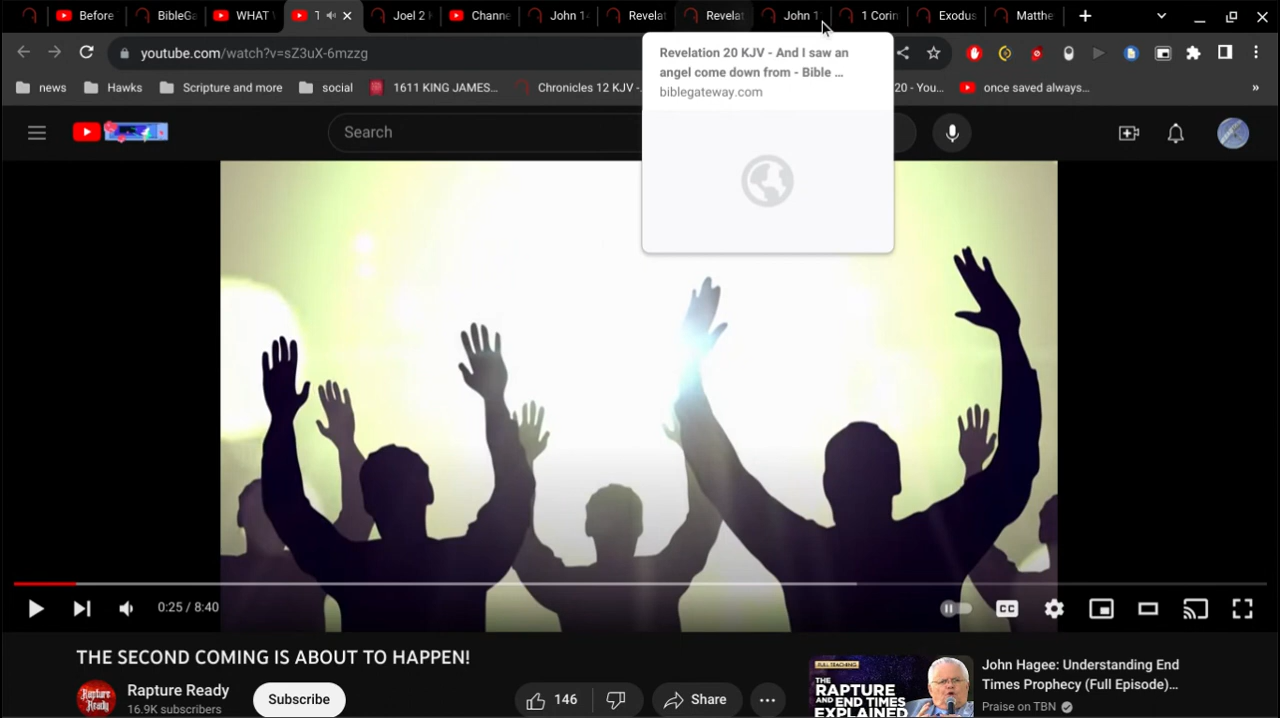 Before
BibleGa
WHAT
T
Joel 2
Channe
John 1
Revelat
Revelat
John 1
1 Corin
Exodus
Matthe
youtube.com/watch?v=sZ3uX-6mzzg
Revelation 20 KJV - And I saw an
angel come down from - Bible ...
biblegateway.com
news
Hawks
Scripture and more
social
1611 KING JAMES...
Chronicles 12 KJV -
20 - You...
once saved always...
»
Search
0:25 / 8:40
CC
THE SECOND COMING IS ABOUT TO HAPPEN!
Rapture Ready
Rapture
Ready
16.9K subscribers
Subscribe
146
Share
FULL TEACHING
THE
RAPTURE
AND END TIMES
EXPLAINED
John Hagee: Understanding End
Times Prophecy (Full Episode)...
Praise on TBN